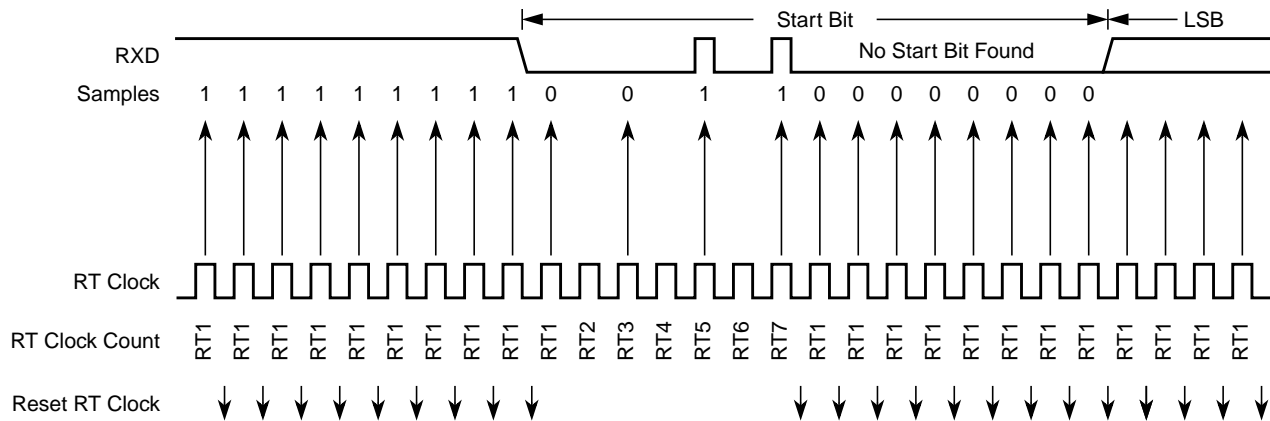 Start Bit LSB
RXD No Start Bit Found
Samples 1 1 1 1 1 1 1 1 1 0 0 1 1 0 0 0 0 0 0 0 0
RT Clock
RT Clock Count RT1 RT1 RT1 RT1 RT1 RT1 RT1 RT1 RT1 RT1 RT2 RT3 RT4 RT5 RT6 RT7 RT1 RT1 RT1 RT1 RT1 RT1 RT1 RT1 RT1 RT1 RT1 RT1
Reset RT Clock